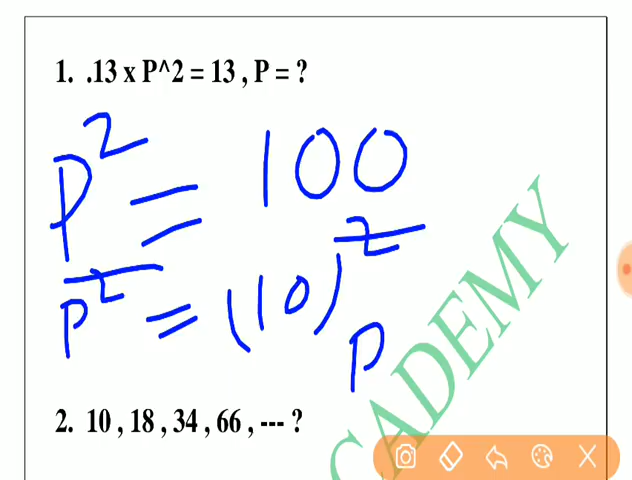 1. .13 x P^2 = 13 , P = ?
P² = 100
P² = (10)²
P
2. 10 , 18 , 34 , 66 , --- ?
CADEMY